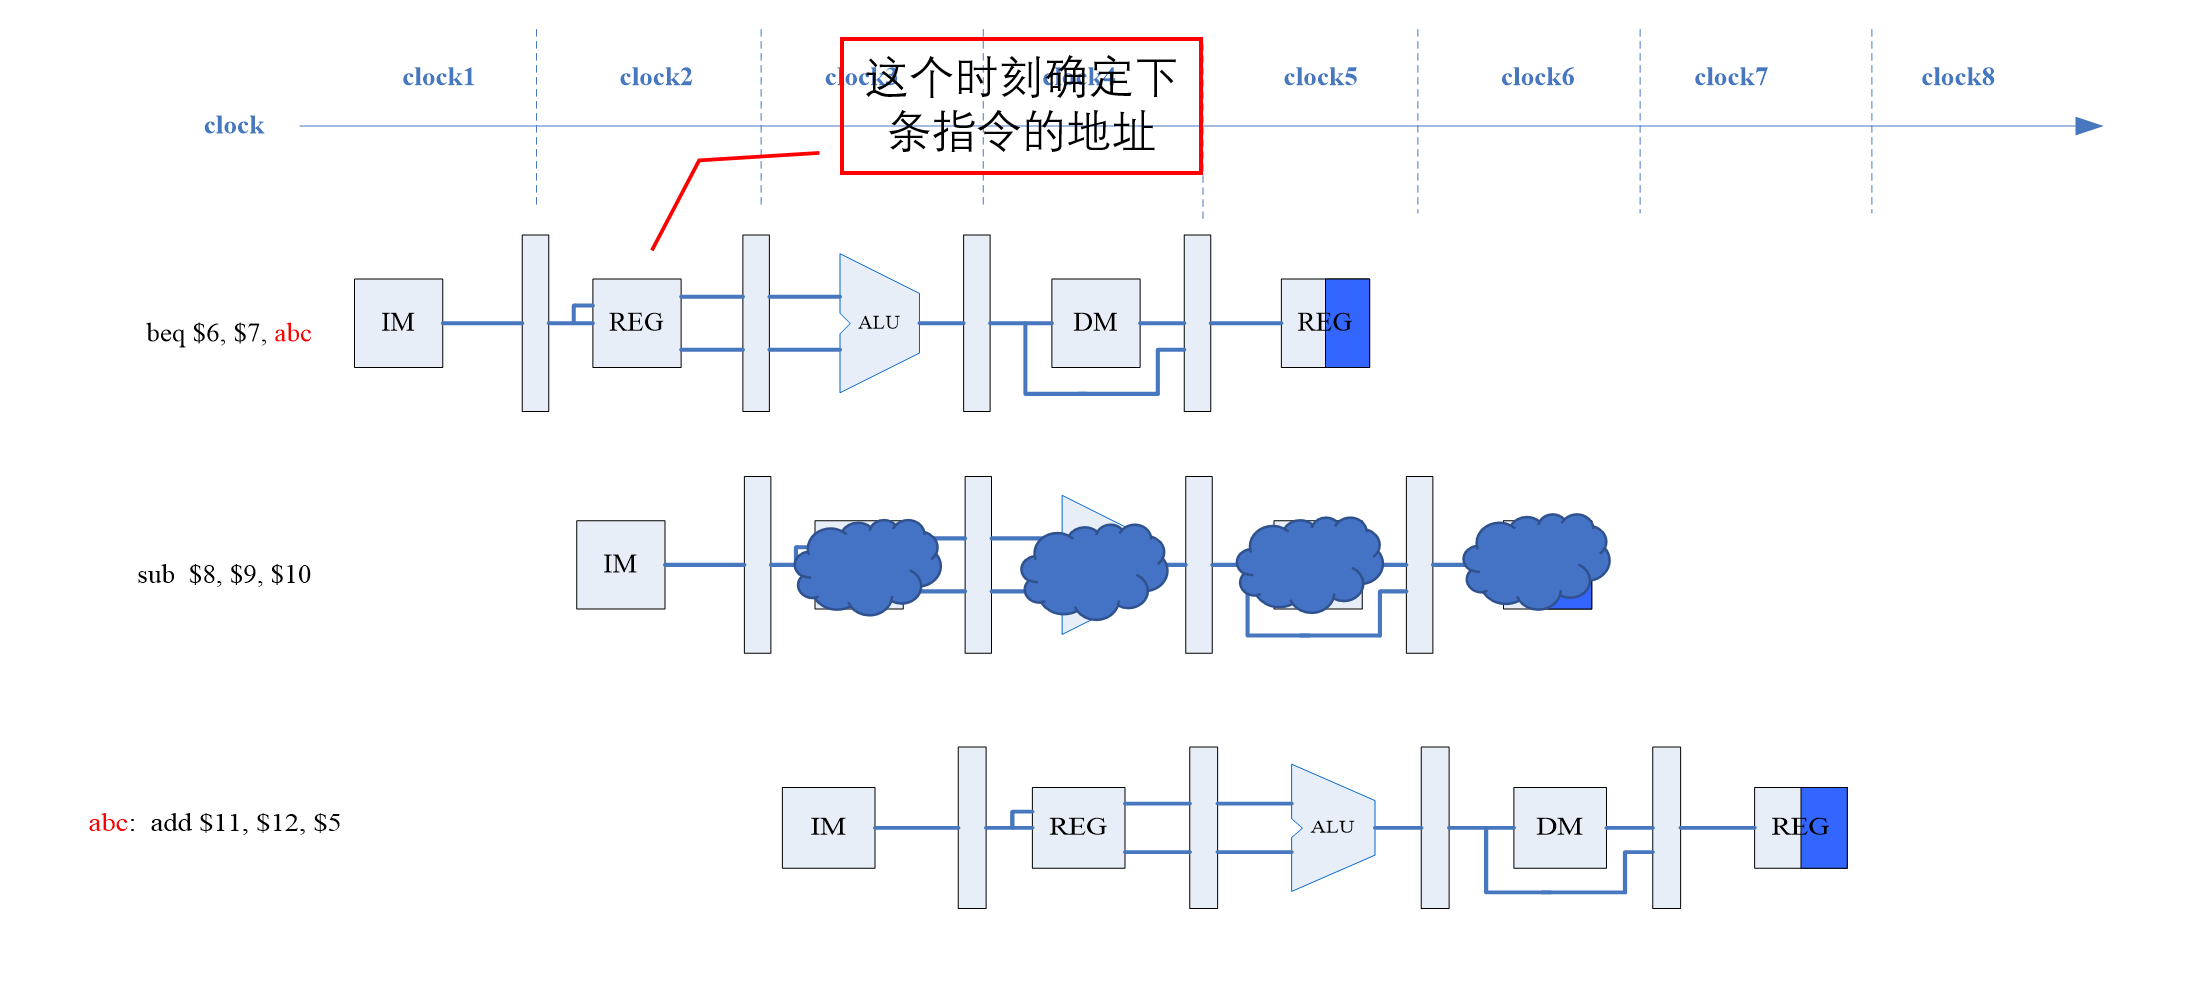 clock1 clock2 clock3 clock4 clock5 clock6 clock7 clock8
这个时刻确定下
条指令的地址
clock
beq $6, $7, abc IM REG ALU DM REG
sub $8, $9, $10 IM
abc: add $11, $12, $5 IM REG ALU DM REG